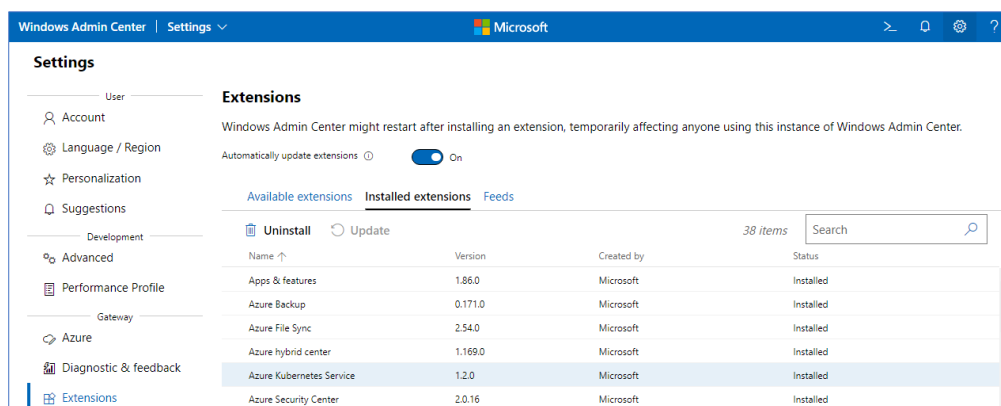 Windows Admin Center | Settings
Microsoft
?
Settings
User
Account
Language / Region
Personalization
Suggestions
Development
Advanced
Performance Profile
Gateway
Azure
Diagnostic & feedback
Extensions
Extensions
Windows Admin Center might restart after installing an extension, temporarily affecting anyone using this instance of Windows Admin Center.
Automatically update extensions
On
Available extensions Installed extensions Feeds
Uninstall Update 38 items Search
Name Version Created by Status
Apps & features 1.86.0 Microsoft Installed
Azure Backup 0.171.0 Microsoft Installed
Azure File Sync 2.54.0 Microsoft Installed
Azure hybrid center 1.169.0 Microsoft Installed
Azure Kubernetes Service 1.2.0 Microsoft Installed
Azure Security Center 2.0.16 Microsoft Installed